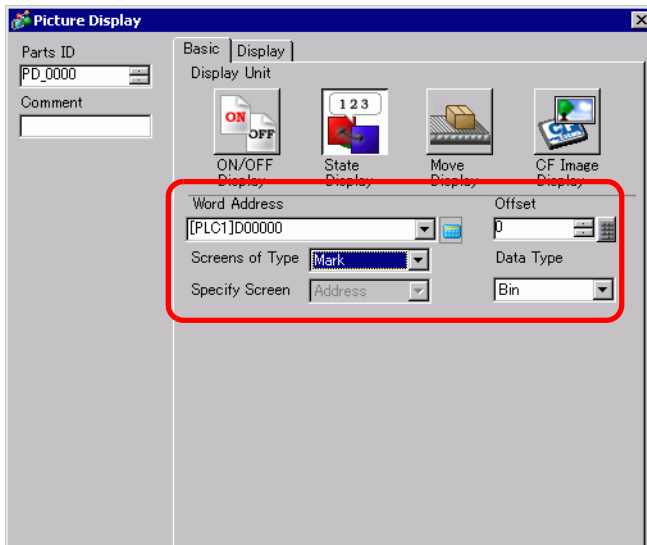 Picture Display
Parts ID
PD_0000
Comment
Basic
Display
Display Unit
ON
OFF
123
ON/OFF
Display
State
Display
Move
Display
CF Image
Display
Word Address
Offset
[PLC1]D00000
0
Screens of Type
Mark
Data Type
Specify Screen
Address
Bin